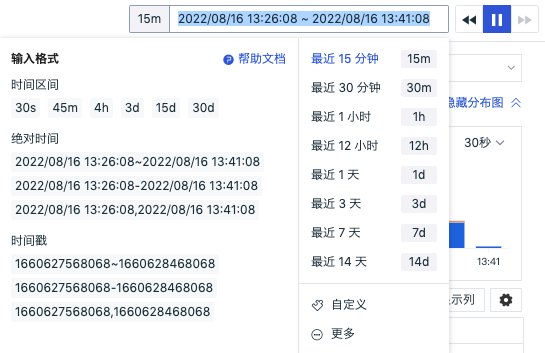 15m 2022/08/16 13:26:08 ~ 2022/08/16 13:41:08
输入格式 帮助文档
时间区间
30s 45m 4h 3d 15d 30d
绝对时间
2022/08/16 13:26:08~2022/08/16 13:41:08
2022/08/16 13:26:08-2022/08/16 13:41:08
2022/08/16 13:26:08,2022/08/16 13:41:08
时间戳
1660627568068~1660628468068
1660627568068-1660628468068
1660627568068,1660628468068
最近 15 分钟 15m
最近 30 分钟 30m
最近 1 小时 1h
最近 12 小时 12h
最近 1 天 1d
最近 3 天 3d
最近 7 天 7d
最近 14 天 14d
自定义
更多
隐藏分布图
30秒
13:41
示列